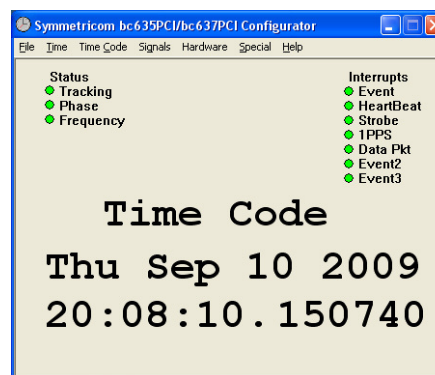 Symmetricom bc635PCI/bc637PCI Configurator
File Time Time Code Signals Hardware Special Help
Status
Tracking
Phase
Frequency
Interrupts
Event
HeartBeat
Strobe
1PPS
Data Pkt
Event2
Event3
Time Code
Thu Sep 10 2009
20:08:10.150740